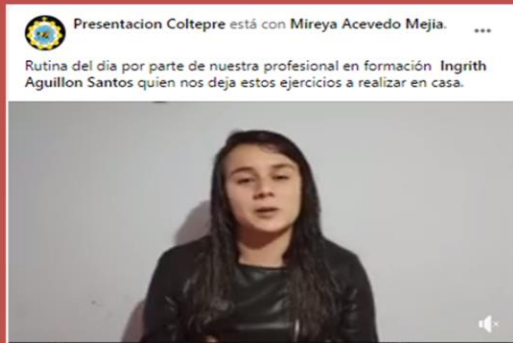 Presentacion Coltepre está con Mireya Acevedo Mejia.
Rutina del dia por parte de nuestra profesional en formación Ingrith
Aguillon Santos quien nos deja estos ejercicios a realizar en casa.